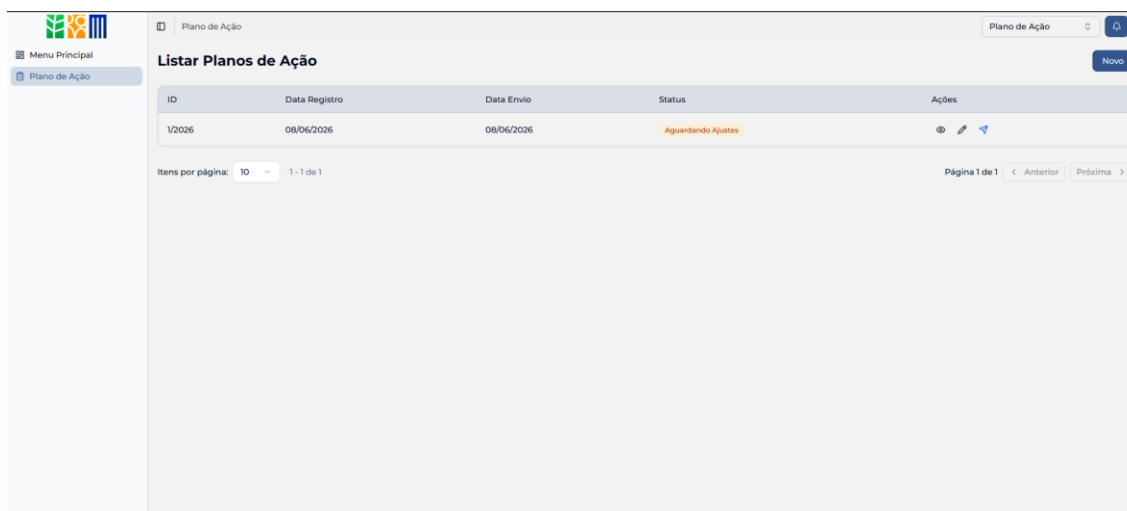 Plano de Ação
Plano de Ação
Menu Principal
Plano de Ação
Listar Planos de Ação
Novo
ID Data Registro Data Envio Status Ações
1/2026 08/06/2026 08/06/2026 Aguardando Ajustes
Itens por página: 10 1 - 1 de 1
Página 1 de 1 Anterior Próxima